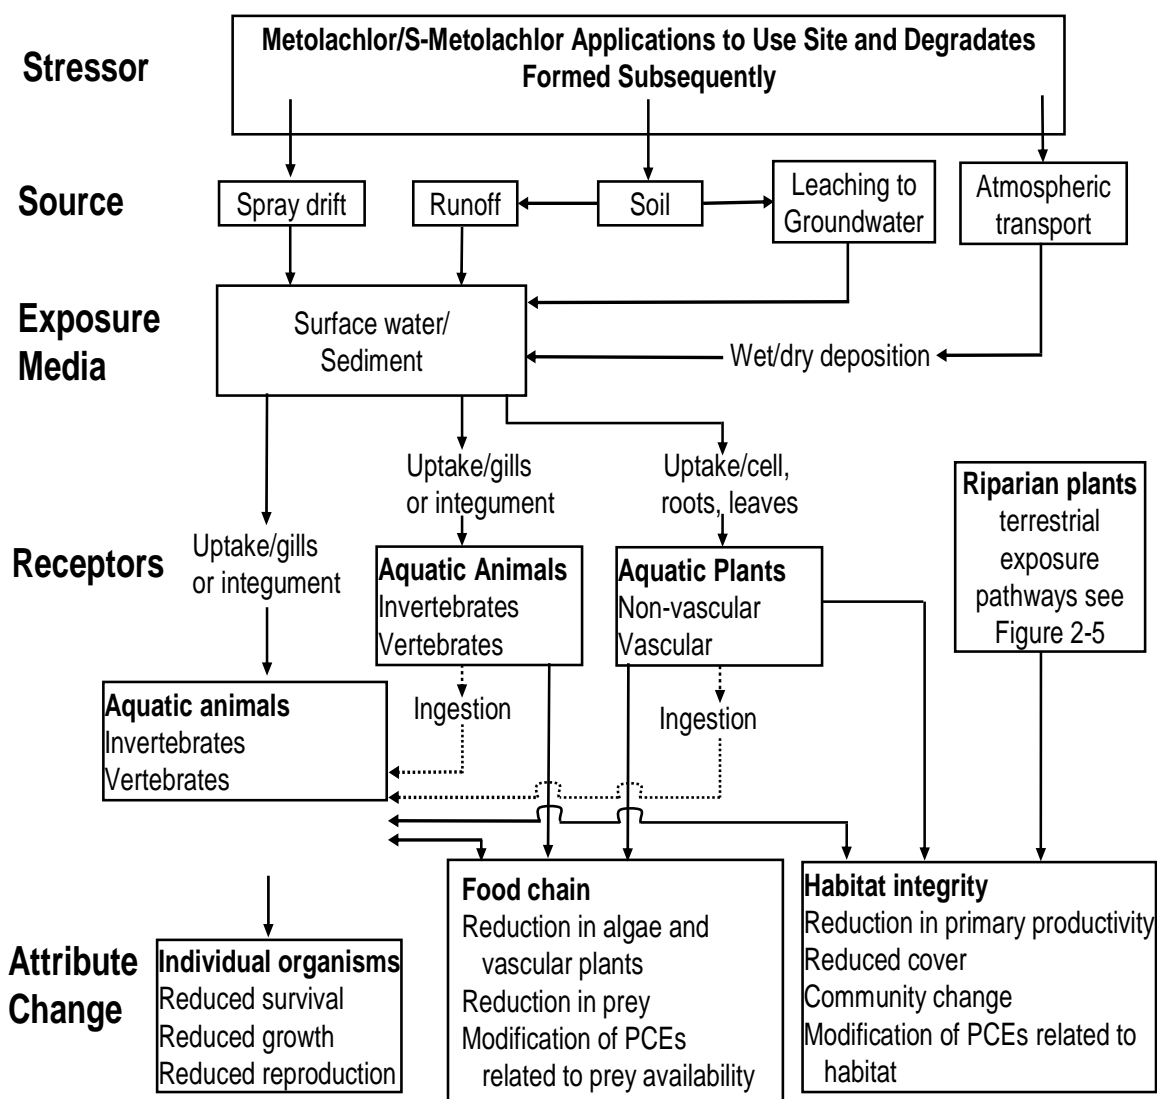 Stressor
Metolachlor/S-Metolachlor Applications to Use Site and Degradates
Formed Subsequently
Source
Spray drift
Runoff
Soil
Leaching to
Groundwater
Atmospheric
transport
Exposure
Media
Surface water/
Sediment
Wet/dry deposition
Receptors
Uptake/gills
or integument
Uptake/gills
or integument
Uptake/cell,
roots, leaves
Riparian plants
terrestrial
exposure
pathways see
Figure 2-5
Aquatic Animals
Invertebrates
Vertebrates
Aquatic Plants
Non-vascular
Vascular
Aquatic animals
Invertebrates
Vertebrates
Ingestion
Ingestion
Attribute
Change
Individual organisms
Reduced survival
Reduced growth
Reduced reproduction
Food chain
Reduction in algae and
vascular plants
Reduction in prey
Modification of PCEs
related to prey availability
Habitat integrity
Reduction in primary productivity
Reduced cover
Community change
Modification of PCEs related to
habitat